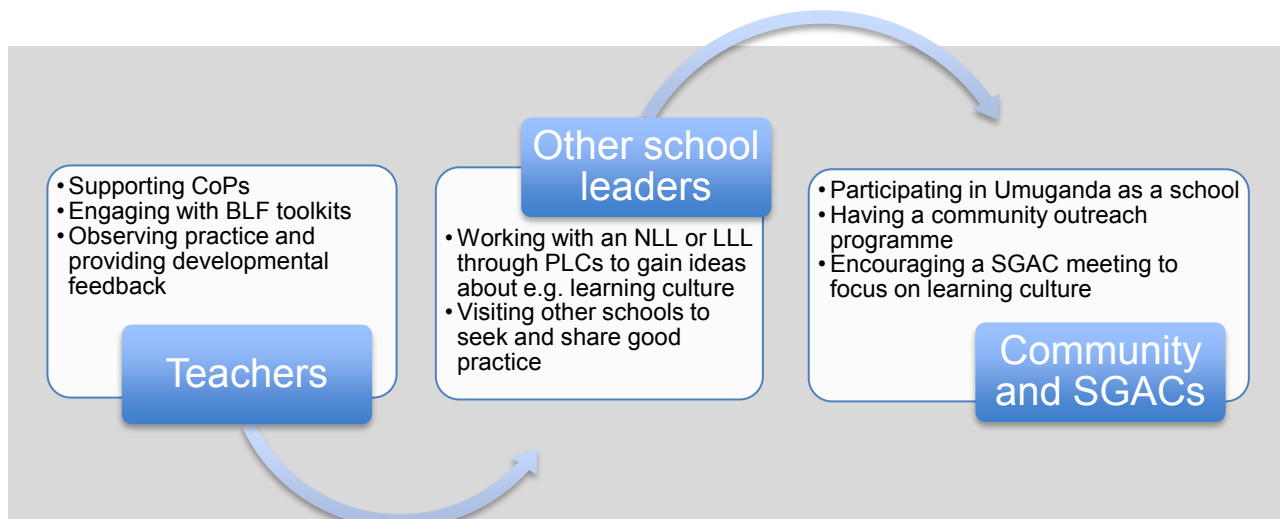 • Supporting CoPs
• Engaging with BLF toolkits
• Observing practice and
providing developmental
feedback
Teachers
Other school
leaders
• Working with an NLL or LLL
through PLCs to gain ideas
about e.g. learning culture
• Visiting other schools to
seek and share good
practice
• Participating in Umuganda as a school
• Having a community outreach
programme
• Encouraging a SGAC meeting to
focus on learning culture
Community
and SGACs